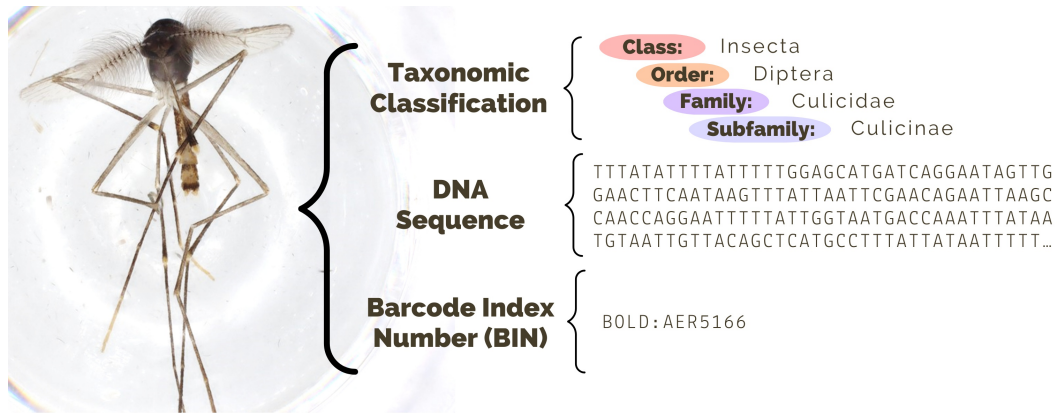 Taxonomic
Classification
Class: Insecta
Order: Diptera
Family: Culicidae
Subfamily: Culicinae
DNA
Sequence
TTTATATTTTATTTTTGGAGCATGATCAGGAATAGTTG
GAACTTCAATAAGTTTATTAATTCGAACAGAATTAAGC
CAACCAGGAATTTTTATTGGTAATGACCAAATTTATAA
TGTAATTGTTACAGCTCATGCCTTTATTATAATTTTT…
Barcode Index
Number (BIN)
BOLD:AER5166